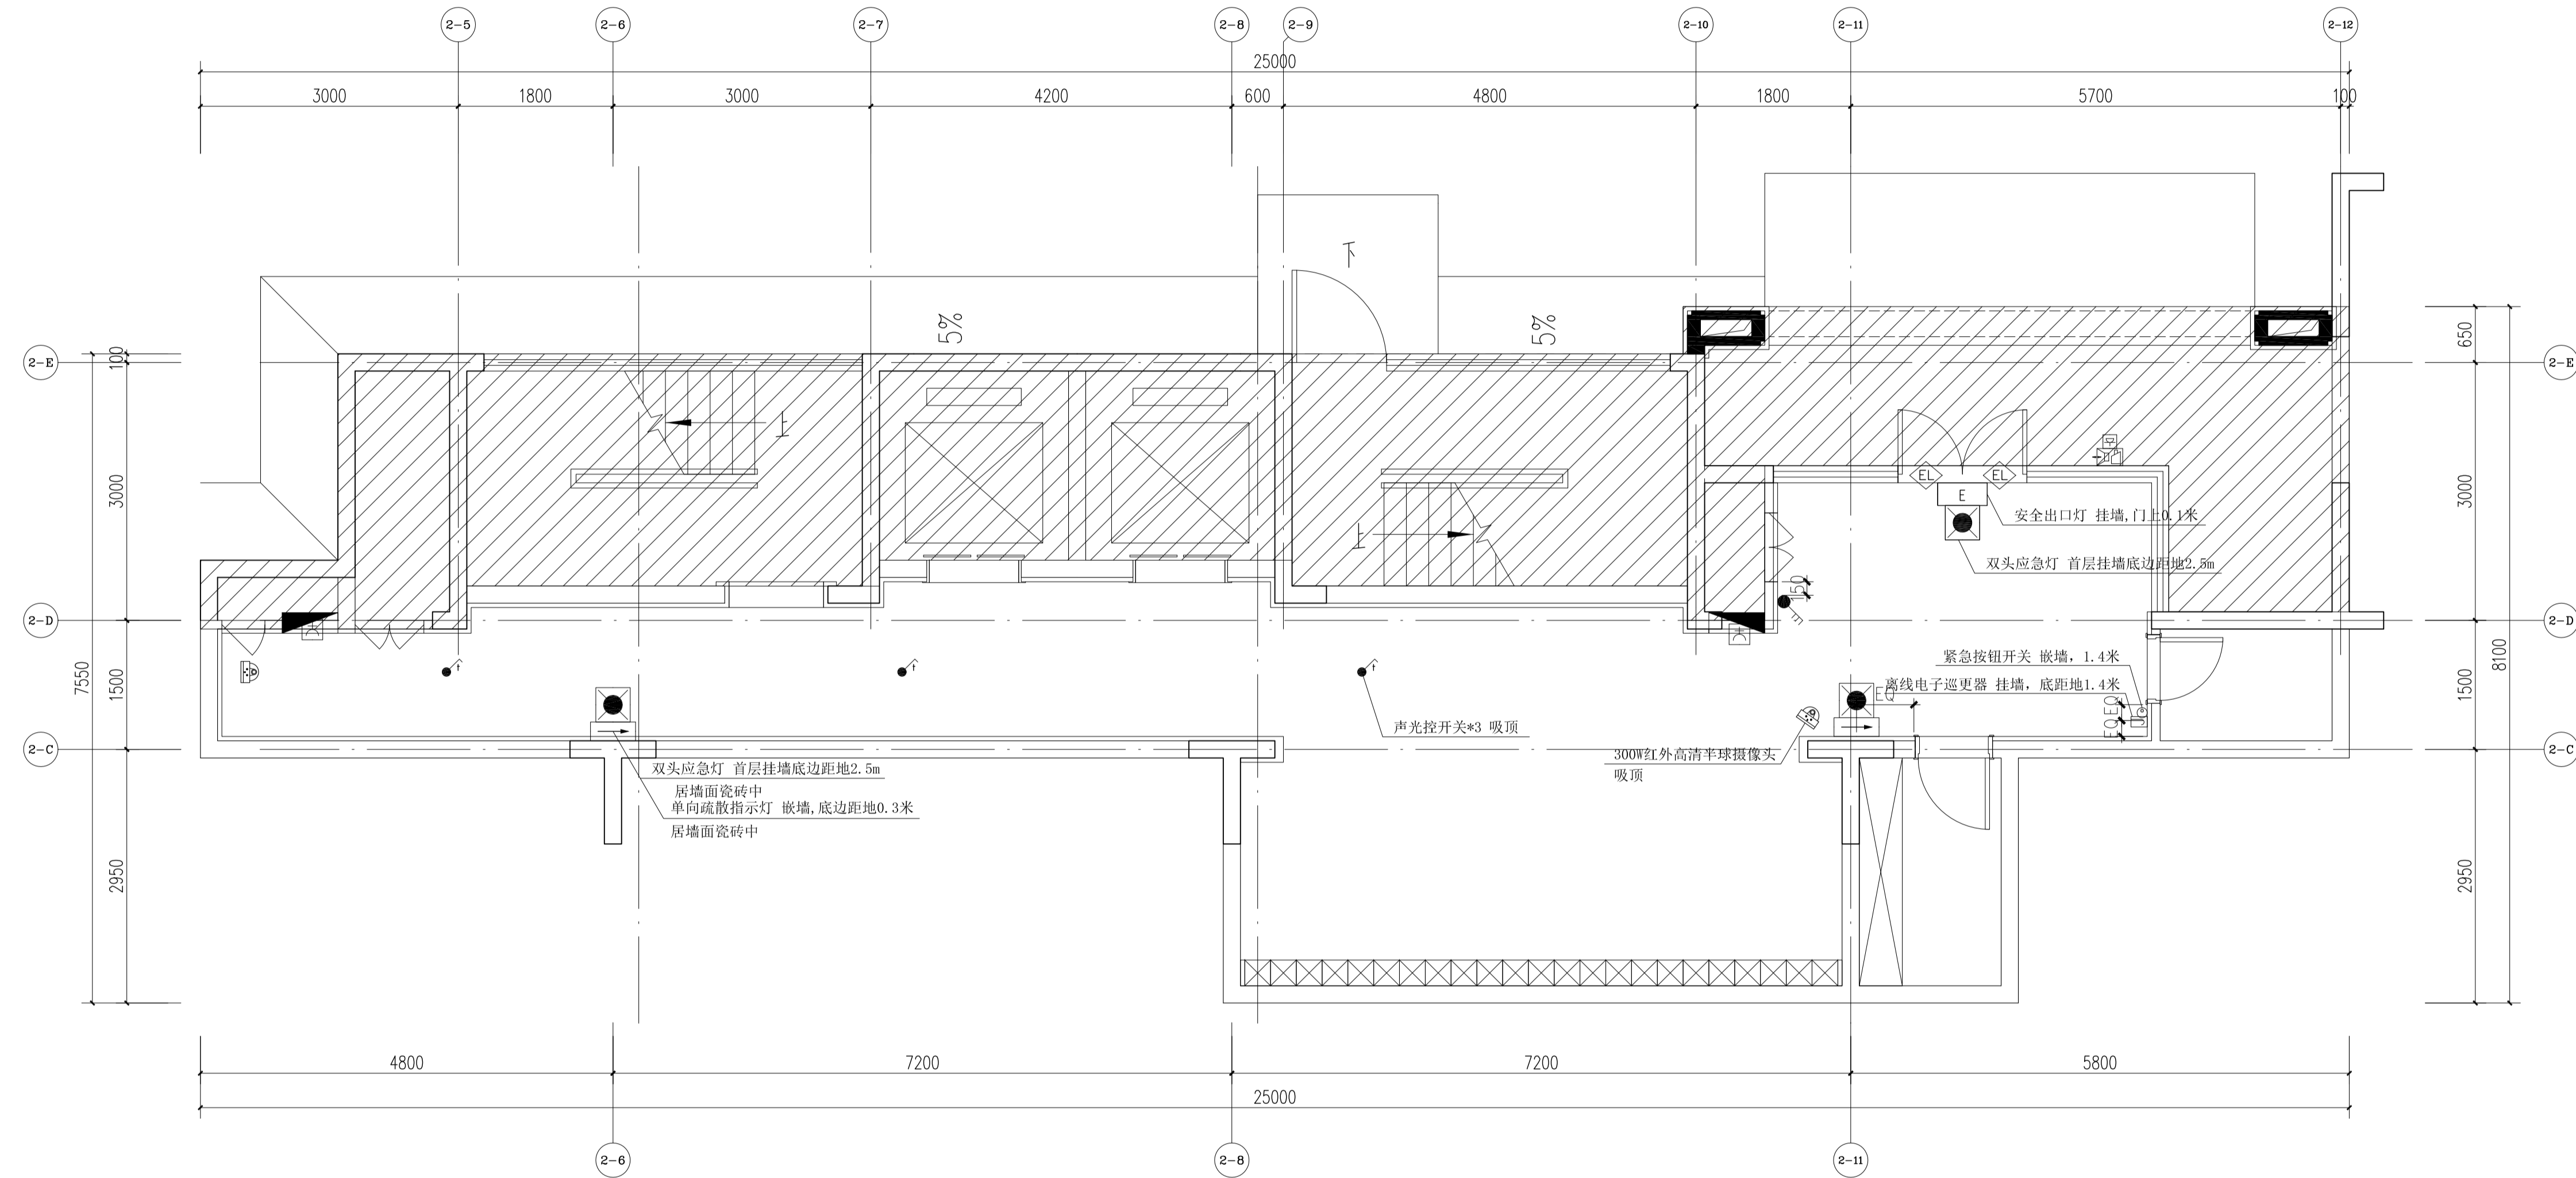 2-5
2-6
2-7
2-8
2-9
2-10
2-11
2-12
25000
3000
1800
3000
4200
600
4800
1800
5700
100
下
5%
5%
2-E
100
650
2-E
3000
上
EL
EL
3000
E
安全出口灯 挂墙,门上0.1米
上
双头应急灯 首层挂墙底边距地2.5m
150
E
2-D
2-D
7550
1500
t
t
t
紧急按钮开关 嵌墙, 1.4米
离线电子巡更器 挂墙, 底距地1.4米
EQ
EQ
EQ
1500
8100
声光控开关*3 吸顶
2-C
300W红外高清半球摄像头
吸顶
2-C
双头应急灯 首层挂墙底边距地2.5m
居墙面瓷砖中
单向疏散指示灯 嵌墙,底边距地0.3米
居墙面瓷砖中
2950
2950
4800
7200
7200
5800
25000
2-6
2-8
2-11